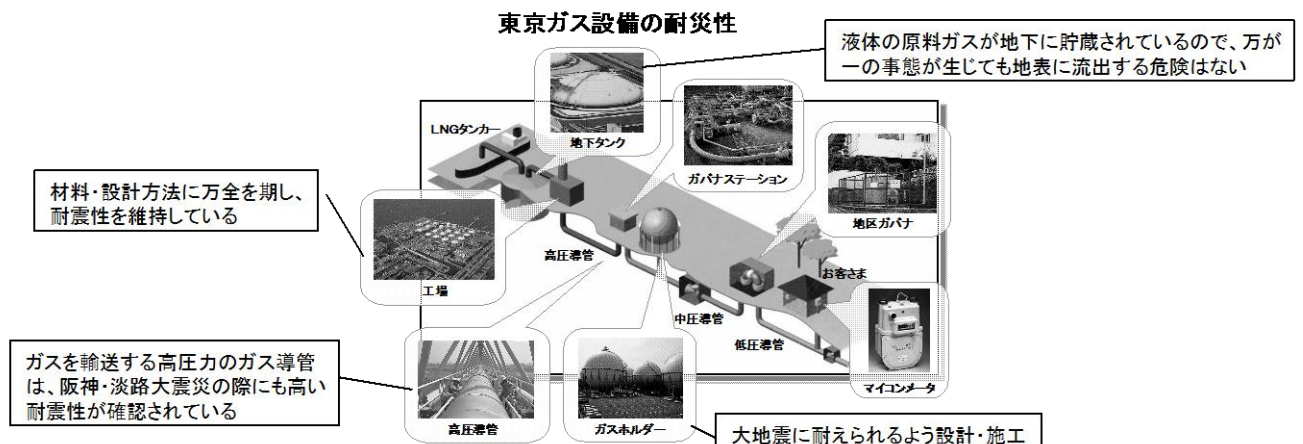 東京ガス設備の耐災性
液体の原料ガスが地下に貯蔵されているので、万が
一の事態が生じても地表に流出する危険はない
LNGタンカー
地下タンク
ガバナステーション
材料・設計方法に万全を期し、
耐震性を維持している
地区ガバナ
高圧導管
お客さま
工場
中圧導管
低圧導管
マイコンメータ
ガスを輸送する高圧力のガス導管
は、阪神・淡路大震災の際にも高い
耐震性が確認されている
高圧導管
ガスホルダー
大地震に耐えられるよう設計・施工